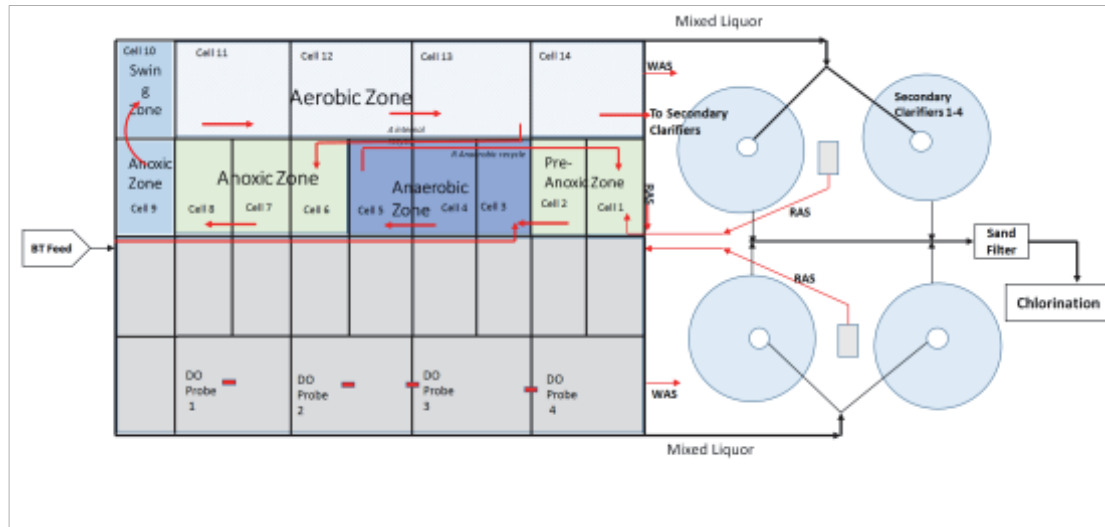 Mixed Liquor
Cell 10
Cell 11
Cell 12
Cell 13
Cell 14
Swin
g
Zone
Aerobic Zone
WAS
To Secondary
Clarifiers
Secondary
Clarifiers 1-4
A internal
R Anaerobic recycle
Anoxic
Zone
Anoxic Zone
Anaerobic
Zone
Pre-
Anoxic Zone
Cell 9
Cell 8
Cell 7
Cell 6
Cell 5
Cell 4
Cell 3
Cell 2
Cell 1
RAS
RAS
BT Feed
Sand
Filter
RAS
Chlorination
DO
Probe
1
DO
Probe
2
DO
Probe
3
DO
Probe
4
WAS
Mixed Liquor